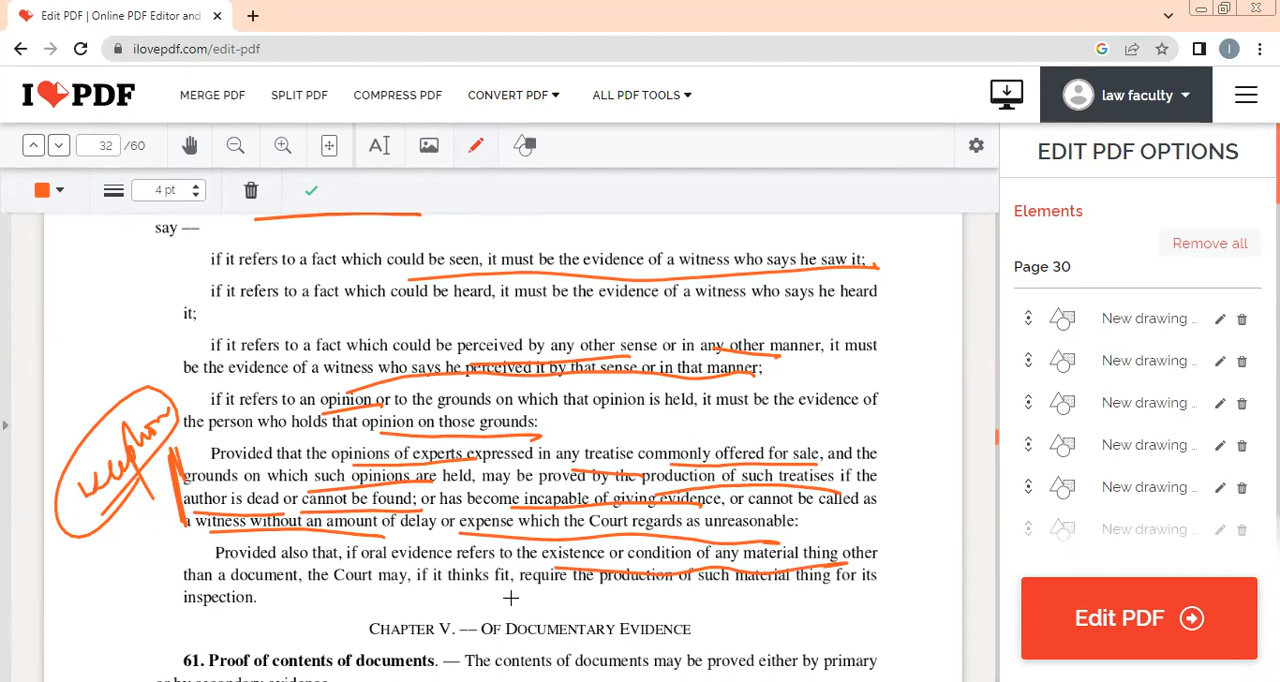 Edit PDF | Online PDF Editor and
ilovepdf.com/edit-pdf
I PDF
MERGE PDF
SPLIT PDF
COMPRESS PDF
CONVERT PDF
ALL PDF TOOLS
law faculty
32 /60
EDIT PDF OPTIONS
4 pt
Elements
Remove all
Page 30
New drawing ..
New drawing ..
New drawing ..
New drawing ..
New drawing ..
New drawing ..
Edit PDF
say —
if it refers to a fact which could be seen, it must be the evidence of a witness who says he saw it;
if it refers to a fact which could be heard, it must be the evidence of a witness who says he heard
it;
if it refers to a fact which could be perceived by any other sense or in any other manner, it must
be the evidence of a witness who says he perceived it by that sense or in that manner;
if it refers to an opinion or to the grounds on which that opinion is held, it must be the evidence of
the person who holds that opinion on those grounds:
Provided that the opinions of experts expressed in any treatise commonly offered for sale, and the
grounds on which such opinions are held, may be proved by the production of such treatises if the
author is dead or cannot be found; or has become incapable of giving evidence, or cannot be called as
a witness without an amount of delay or expense which the Court regards as unreasonable:
Provided also that, if oral evidence refers to the existence or condition of any material thing other
than a document, the Court may, if it thinks fit, require the production of such material thing for its
inspection.
CHAPTER V. –– OF DOCUMENTARY EVIDENCE
61. Proof of contents of documents. — The contents of documents may be proved either by primary